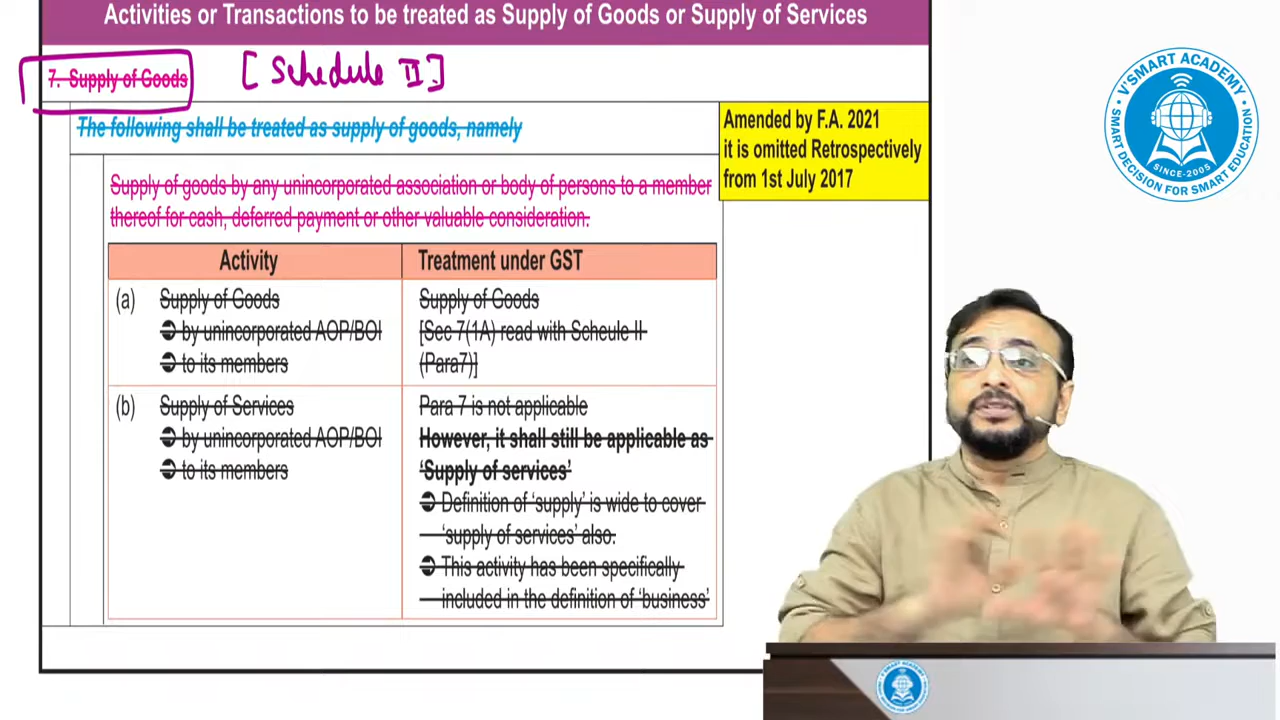 Activities or Transactions to be treated as Supply of Goods or Supply of Services
7. Supply of Goods
[ Schedule II ]
The following shall be treated as supply of goods, namely
Amended by F.A. 2021
it is omitted Retrospectively
from 1st July 2017
Supply of goods by any unincorporated association or body of persons to a member
thereof for cash, deferred payment or other valuable consideration.
Activity
Treatment under GST
(a) Supply of Goods
➲ by unincorporated AOP/BOI
➲ to its members
Supply of Goods
[Sec 7(1A) read with Scheule II
(Para7)]
(b) Supply of Services
➲ by unincorporated AOP/BOI
➲ to its members
Para 7 is not applicable
However, it shall still be applicable as
‘Supply of services’
➲ Definition of ‘supply’ is wide to cover
‘supply of services’ also.
➲ This activity has been specifically
included in the definition of ‘business’
V'SMART ACADEMY
SINCE-2005
SMART DECISION FOR SMART EDUCATION
V'SMART ACADEMY